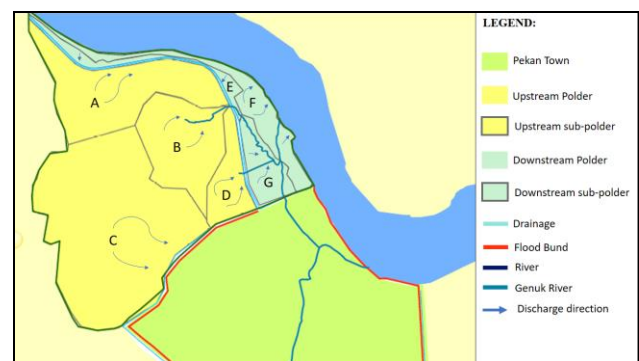 LEGEND:
Pekan Town
Upstream Polder
Upstream sub-polder
Downstream Polder
Downstream sub-polder
Drainage
Flood Bund
River
Genuk River
Discharge direction
A
B
C
D
E
F
G